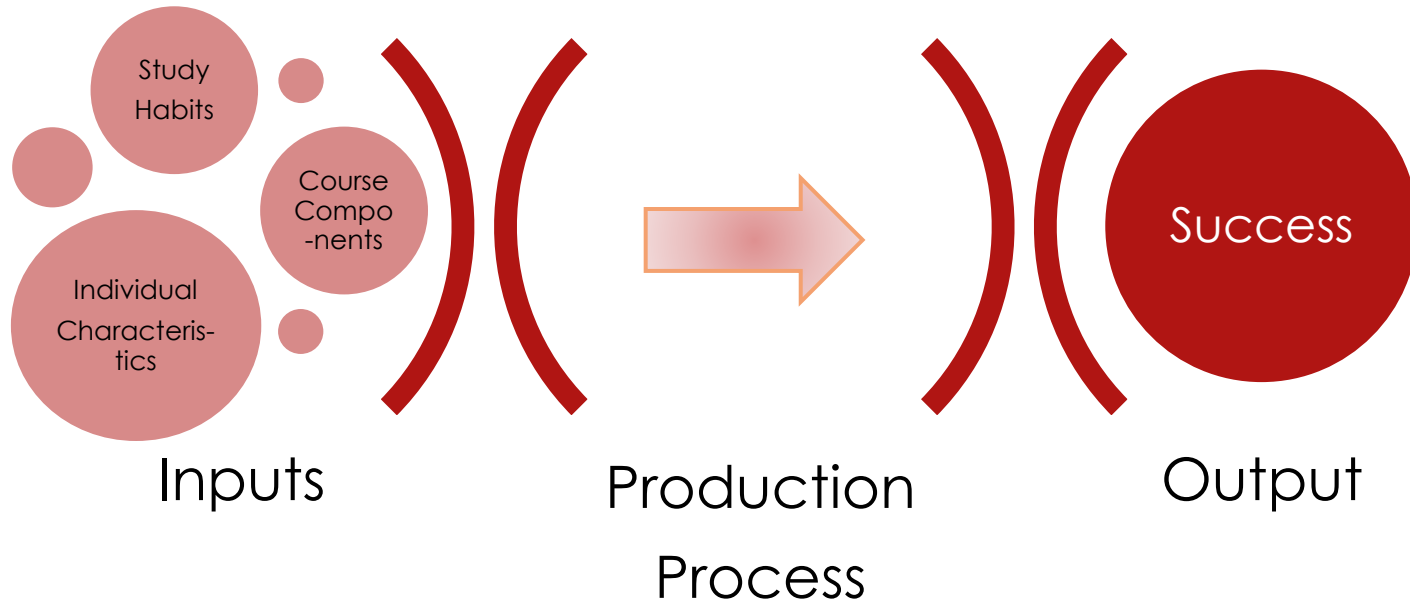 Study
Habits
Course
Compo
-nents
Individual
Characteris-
tics
Success
Inputs
Production
Process
Output